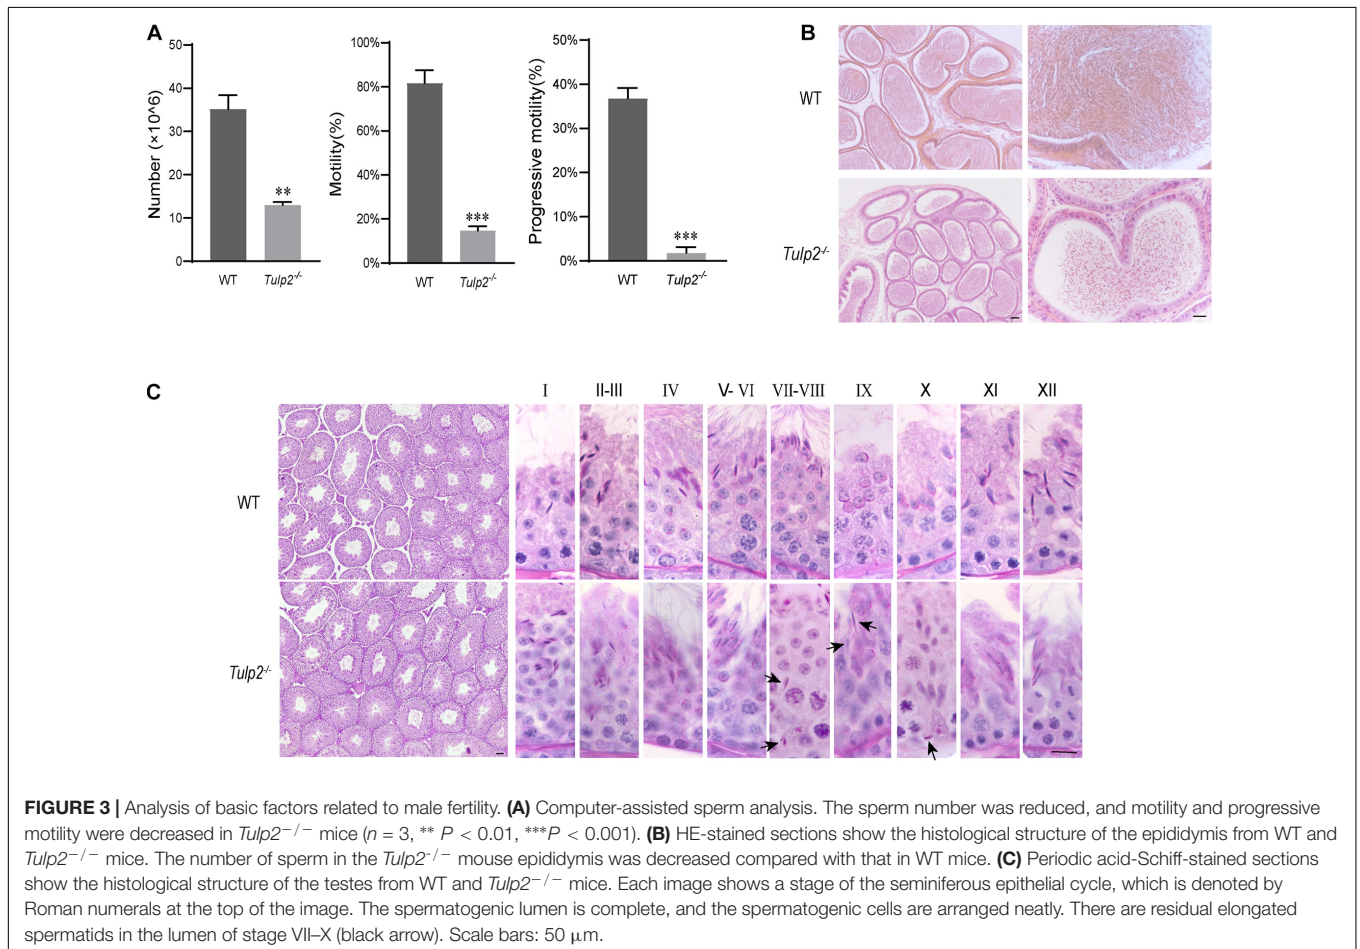 A
50
40
30
20
10
0
Number (×10^6)
**
WT
Tulp2-/-
100%
80%
60%
40%
20%
0%
Motility(%)
***
WT
Tulp2-/-
50%
40%
30%
20%
10%
0%
Progressive motility(%)
***
WT
Tulp2-/-
B
WT
Tulp2-/-
C
I II-III IV V- VI VII-VIII IX X XI XII
WT
Tulp2-/-
FIGURE 3 | Analysis of basic factors related to male fertility. (A) Computer-assisted sperm analysis. The sperm number was reduced, and motility and progressive
motility were decreased in Tulp2−/− mice (n = 3, ** P < 0.01, ***P < 0.001). (B) HE-stained sections show the histological structure of the epididymis from WT and
Tulp2−/− mice. The number of sperm in the Tulp2-/− mouse epididymis was decreased compared with that in WT mice. (C) Periodic acid-Schiff-stained sections
show the histological structure of the testes from WT and Tulp2−/− mice. Each image shows a stage of the seminiferous epithelial cycle, which is denoted by
Roman numerals at the top of the image. The spermatogenic lumen is complete, and the spermatogenic cells are arranged neatly. There are residual elongated
spermatids in the lumen of stage VII–X (black arrow). Scale bars: 50 μm.